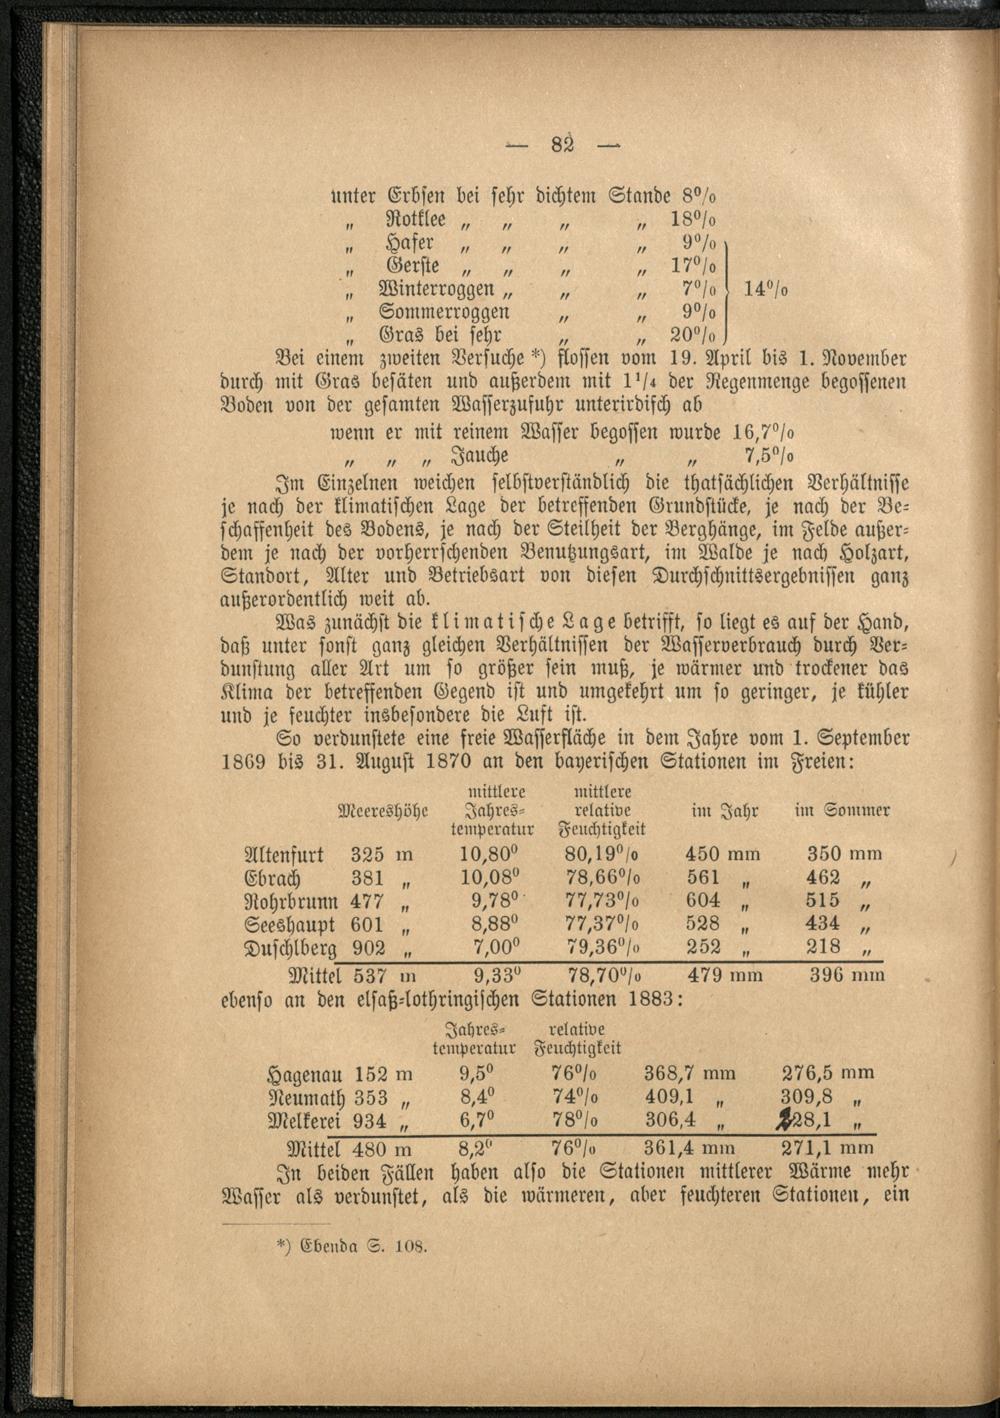 — 82 —
unter Erbsen bei sehr dichtem Stande 8%
„ Rotklee „ „ „ „ 18%
„ Hafer „ „ „ „ 9%
„ Gerste „ „ „ „ 17%
„ Winterroggen „ „ „ 7% } 14%
„ Sommerroggen „ „ 9%
„ Gras bei sehr „ „ 20%
Bei einem zweiten Versuche *) flossen vom 19. April bis 1. November
durch mit Gras besäten und außerdem mit 1¹/₄ der Regenmenge begossenen
Boden von der gesamten Wasserzufuhr unterirdisch ab
wenn er mit reinem Wasser begossen wurde 16,7%
„ „ „ Jauche „ „ 7,5%
Im Einzelnen weichen selbstverständlich die thatsächlichen Verhältnisse
je nach der klimatischen Lage der betreffenden Grundstücke, je nach der Be-
schaffenheit des Bodens, je nach der Steilheit der Berghänge, im Felde außer-
dem je nach der vorherrschenden Benutzungsart, im Walde je nach Holzart,
Standort, Alter und Betriebsart von diesen Durchschnittsergebnissen ganz
außerordentlich weit ab.
Was zunächst die klimatische Lage betrifft, so liegt es auf der Hand,
daß unter sonst ganz gleichen Verhältnissen der Wasserverbrauch durch Ver-
dunstung aller Art um so größer sein muß, je wärmer und trockener das
Klima der betreffenden Gegend ist und umgekehrt um so geringer, je kühler
und je feuchter insbesondere die Luft ist.
So verdunstete eine freie Wasserfläche in dem Jahre vom 1. September
1869 bis 31. August 1870 an den bayerischen Stationen im Freien:
mittlere mittlere
Meereshöhe Jahres- relative im Jahr im Sommer
temperatur Feuchtigkeit
Altenfurt 325 m 10,80⁰ 80,19% 450 mm 350 mm
Ebrach 381 „ 10,08⁰ 78,66% 561 „ 462 „
Rohrbrunn 477 „ 9,78⁰ 77,73% 604 „ 515 „
Seeshaupt 601 „ 8,88⁰ 77,37% 528 „ 434 „
Duschlberg 902 „ 7,00⁰ 79,36% 252 „ 218 „
Mittel 537 m 9,33⁰ 78,70% 479 mm 396 mm
ebenso an den elsaß-lothringischen Stationen 1883:
Jahres- relative
temperatur Feuchtigkeit
Hagenau 152 m 9,5⁰ 76% 368,7 mm 276,5 mm
Neumath 353 „ 8,4⁰ 74% 409,1 „ 309,8 „
Melkerei 934 „ 6,7⁰ 78% 306,4 „ 228,1 „
Mittel 480 m 8,2⁰ 76% 361,4 mm 271,1 mm
In beiden Fällen haben also die Stationen mittlerer Wärme mehr
Wasser als verdunstet, als die wärmeren, aber feuchteren Stationen, ein
*) Ebenda S. 108.